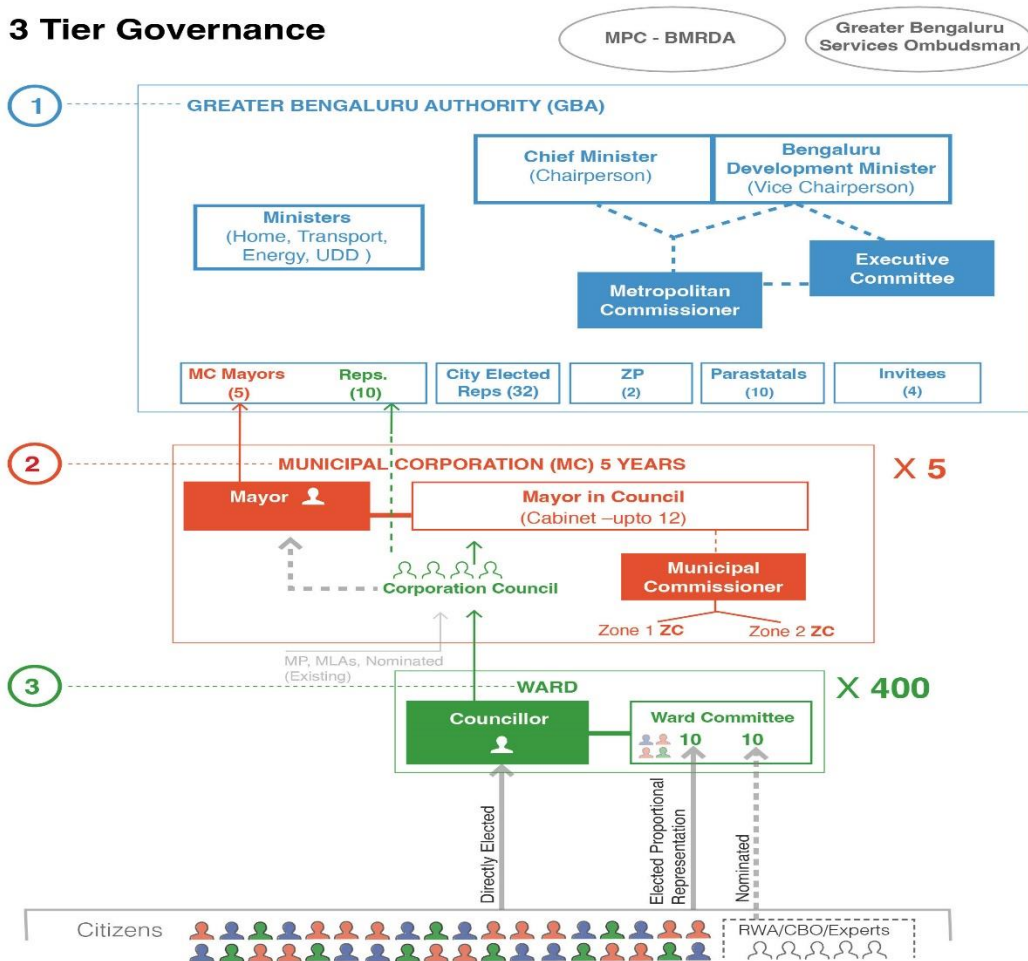 3 Tier Governance
MPC - BMRDA
Greater Bengaluru
Services Ombudsman
1
GREATER BENGALURU AUTHORITY (GBA)
Chief Minister
(Chairperson)
Bengaluru
Development Minister
(Vice Chairperson)
Ministers
(Home, Transport,
Energy, UDD )
Executive
Committee
Metropolitan
Commissioner
MC Mayors
(5)
Reps.
(10)
City Elected
Reps (32)
ZP
(2)
Parastatals
(10)
Invitees
(4)
2
MUNICIPAL CORPORATION (MC) 5 YEARS
X 5
Mayor
Mayor in Council
(Cabinet –upto 12)
Corporation Council
Municipal
Commissioner
Zone 1 ZC
Zone 2 ZC
MP, MLAs, Nominated
(Existing)
3
WARD
X 400
Councillor
Ward Committee
10
10
Directly Elected
Elected Proportional
Representation
Nominated
Citizens
RWA/CBO/Experts